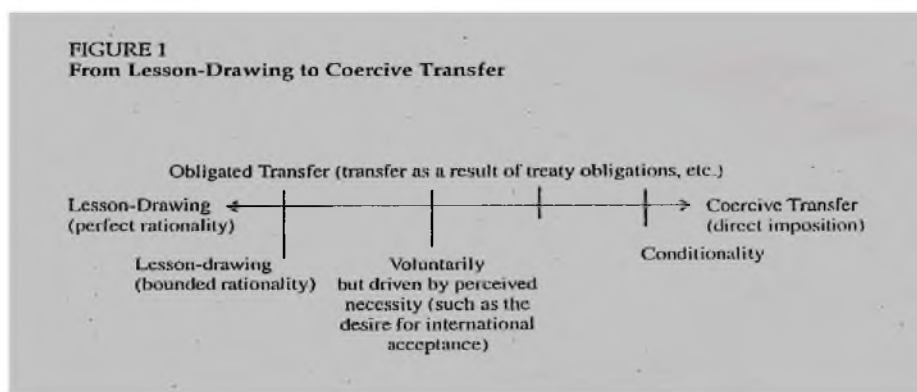 FIGURE 1
From Lesson-Drawing to Coercive Transfer
Obligated Transfer (transfer as a result of treaty obligations, etc.)
Lesson-Drawing
(perfect rationality)
Coercive Transfer
(direct imposition)
Lesson-drawing
(bounded rationality)
Voluntarily
but driven by perceived
necessity (such as the
desire for international
acceptance)
Conditionality